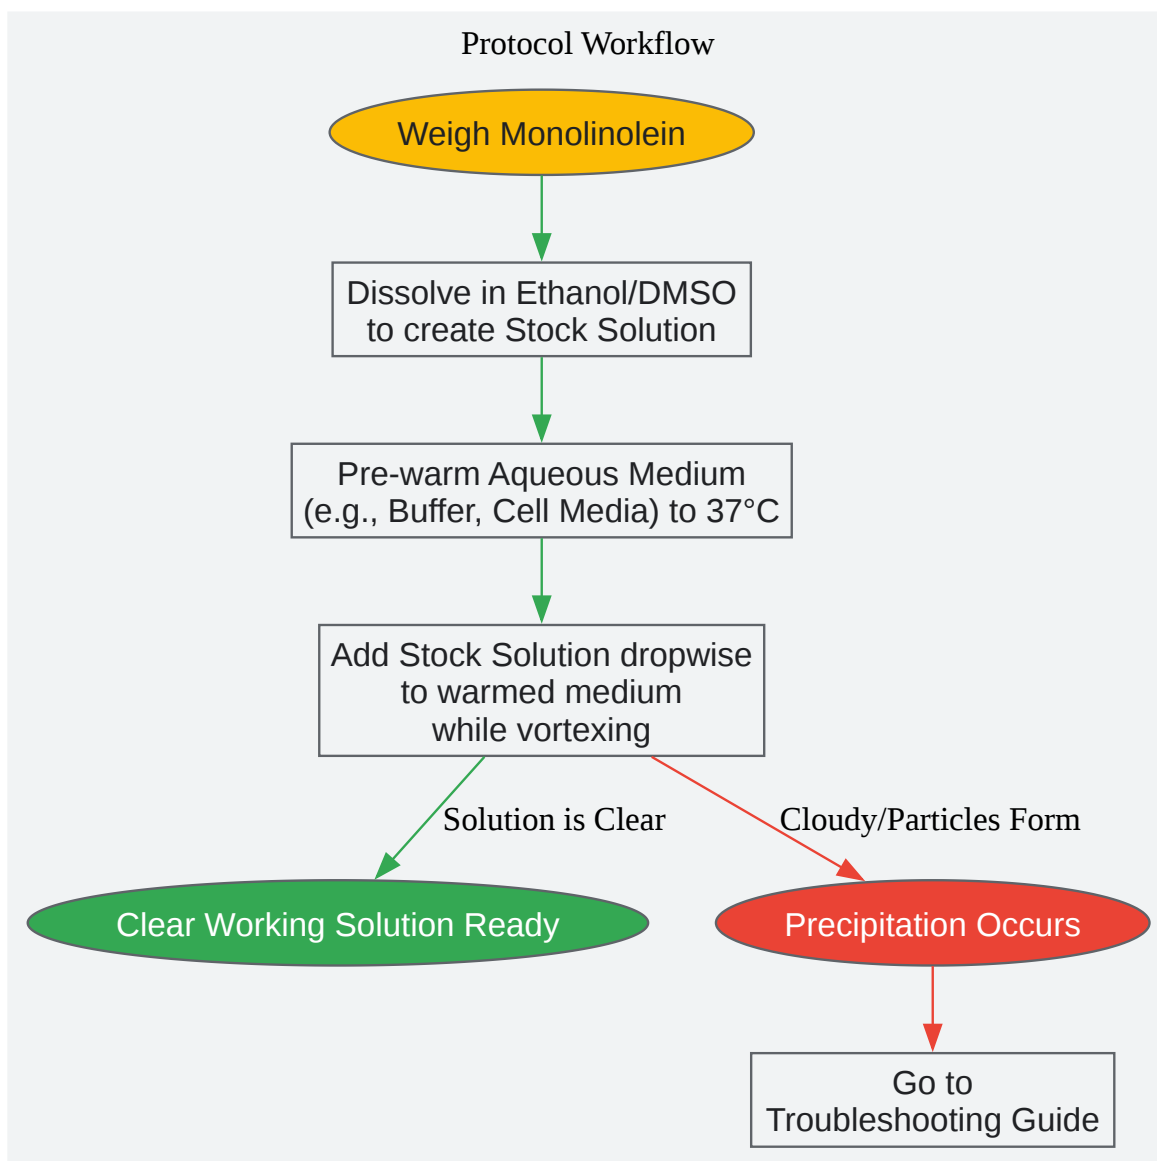 Protocol Workflow
Weigh Monolinolein
Dissolve in Ethanol/DMSO
to create Stock Solution
Pre-warm Aqueous Medium
(e.g., Buffer, Cell Media) to 37°C
Add Stock Solution dropwise
to warmed medium
while vortexing
Solution is Clear
Cloudy/Particles Form
Clear Working Solution Ready
Precipitation Occurs
Go to
Troubleshooting Guide